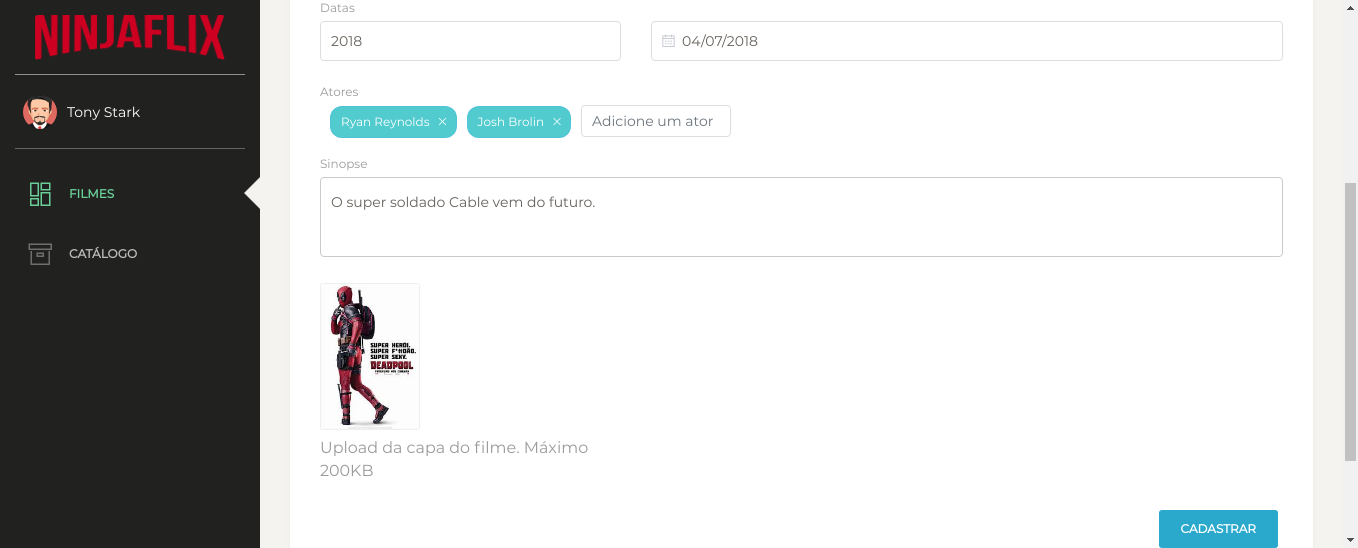 NINJAFLIX
Tony Stark
FILMES
CATÁLOGO
Datas
2018
04/07/2018
Atores
Ryan Reynolds ×
Josh Brolin ×
Adicione um ator
Sinopse
O super soldado Cable vem do futuro.
SUPER HERÓI.
SUPER F*#@ÃO.
SUPER SEXY.
DEADPOOL
Upload da capa do filme. Máximo
200KB
CADASTRAR